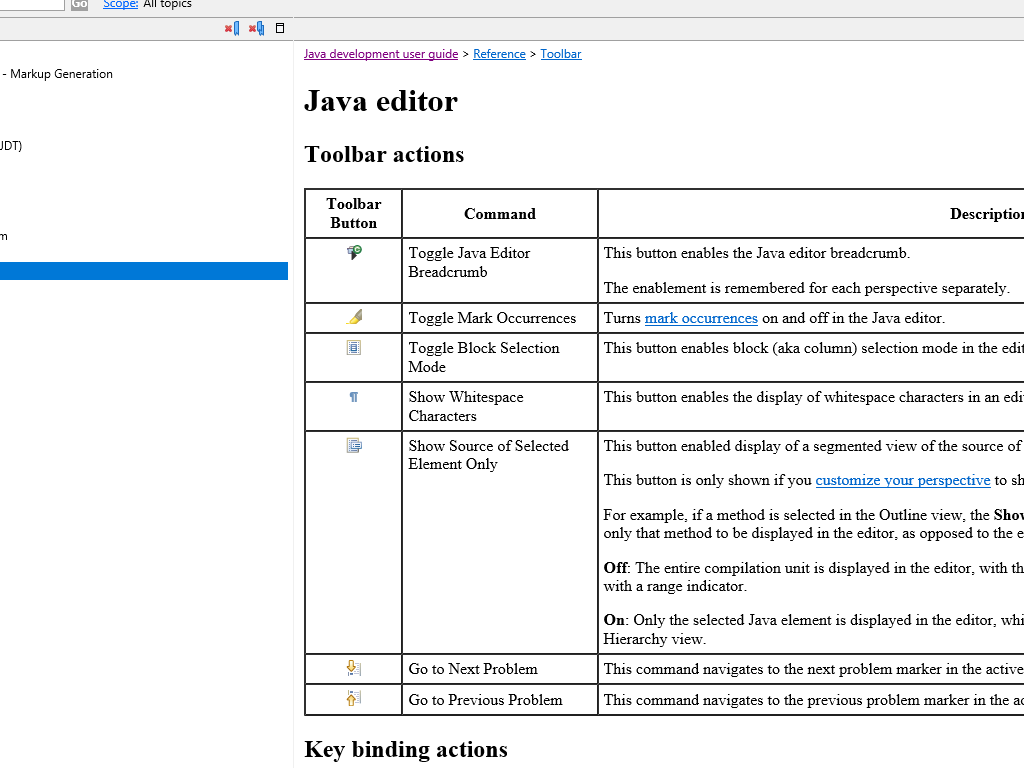 Go Scope: All topics
- Markup Generation
JDT)
m
Java development user guide > Reference > Toolbar
Java editor
Toolbar actions
Toolbar
Button
Command
Description
Toggle Java Editor
Breadcrumb
This button enables the Java editor breadcrumb.
The enablement is remembered for each perspective separately.
Toggle Mark Occurrences
Turns mark occurrences on and off in the Java editor.
Toggle Block Selection
Mode
This button enables block (aka column) selection mode in the edit
Show Whitespace
Characters
¶
This button enables the display of whitespace characters in an edi
Show Source of Selected
Element Only
This button enabled display of a segmented view of the source of
This button is only shown if you customize your perspective to sh
For example, if a method is selected in the Outline view, the Show
only that method to be displayed in the editor, as opposed to the e
Off: The entire compilation unit is displayed in the editor, with th
with a range indicator.
On: Only the selected Java element is displayed in the editor, whi
Hierarchy view.
Go to Next Problem
This command navigates to the next problem marker in the active
Go to Previous Problem
This command navigates to the previous problem marker in the ac
Key binding actions